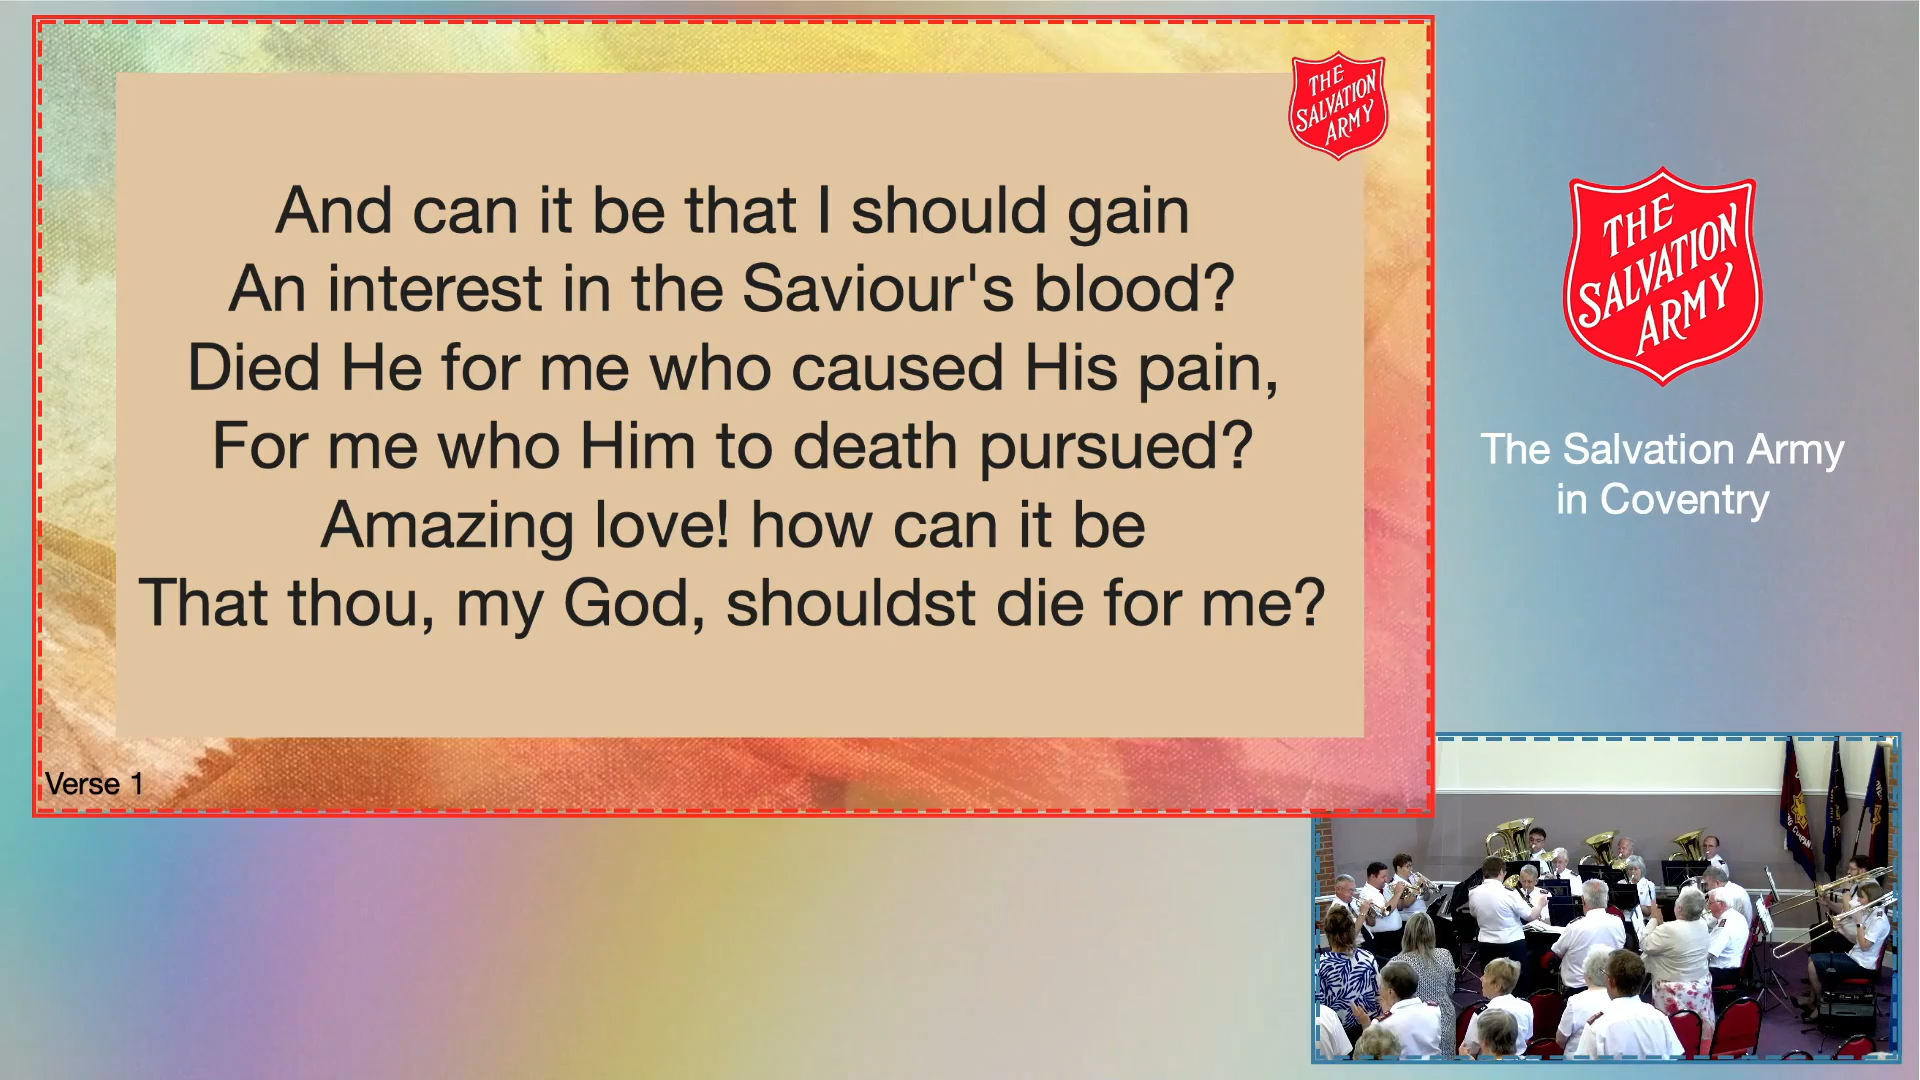 THE
SALVATION
ARMY
And can it be that I should gain
An interest in the Saviour's blood?
Died He for me who caused His pain,
For me who Him to death pursued?
Amazing love! how can it be
That thou, my God, shouldst die for me?
Verse 1
THE
SALVATION
ARMY
The Salvation Army
in Coventry